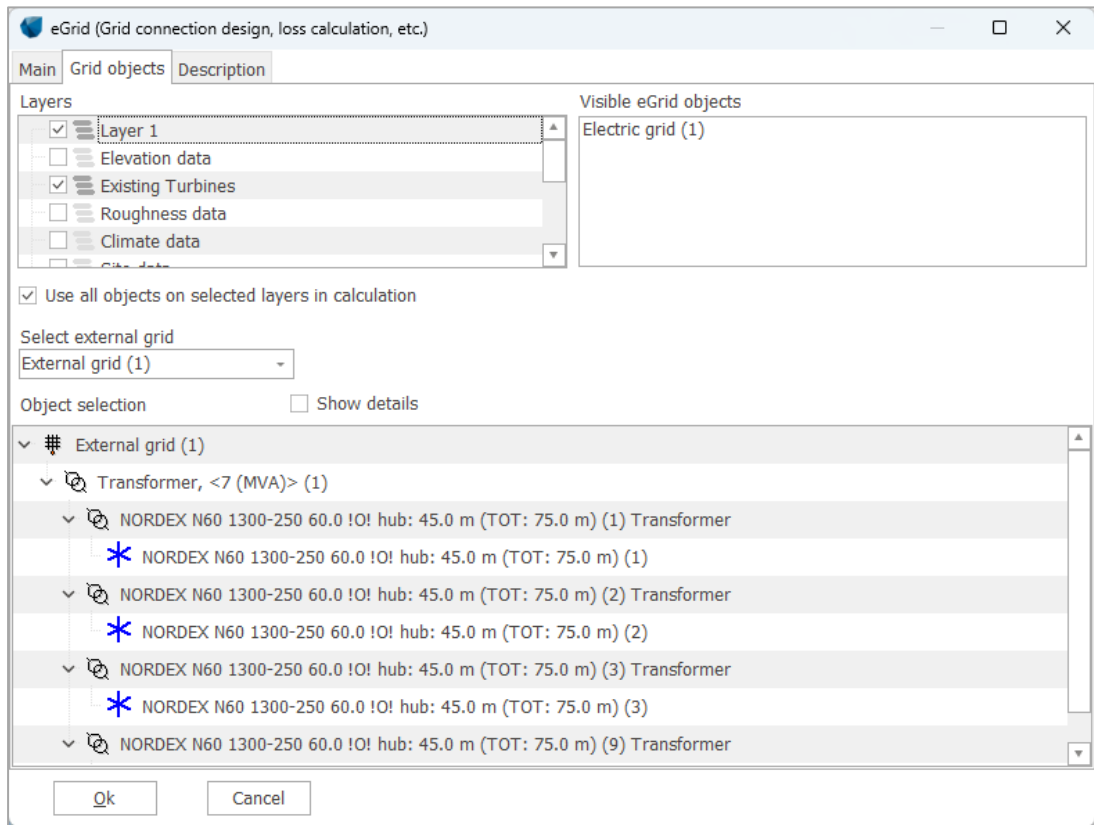 eGrid (Grid connection design, loss calculation, etc.)
Main Grid objects Description
Layers
Layer 1
Elevation data
Existing Turbines
Roughness data
Climate data
Visible eGrid objects
Electric grid (1)
Use all objects on selected layers in calculation
Select external grid
External grid (1)
Object selection
Show details
External grid (1)
Transformer, <7 (MVA)> (1)
NORDEX N60 1300-250 60.0 !O! hub: 45.0 m (TOT: 75.0 m) (1) Transformer
NORDEX N60 1300-250 60.0 !O! hub: 45.0 m (TOT: 75.0 m) (1)
NORDEX N60 1300-250 60.0 !O! hub: 45.0 m (TOT: 75.0 m) (2) Transformer
NORDEX N60 1300-250 60.0 !O! hub: 45.0 m (TOT: 75.0 m) (2)
NORDEX N60 1300-250 60.0 !O! hub: 45.0 m (TOT: 75.0 m) (3) Transformer
NORDEX N60 1300-250 60.0 !O! hub: 45.0 m (TOT: 75.0 m) (3)
NORDEX N60 1300-250 60.0 !O! hub: 45.0 m (TOT: 75.0 m) (9) Transformer
Ok
Cancel